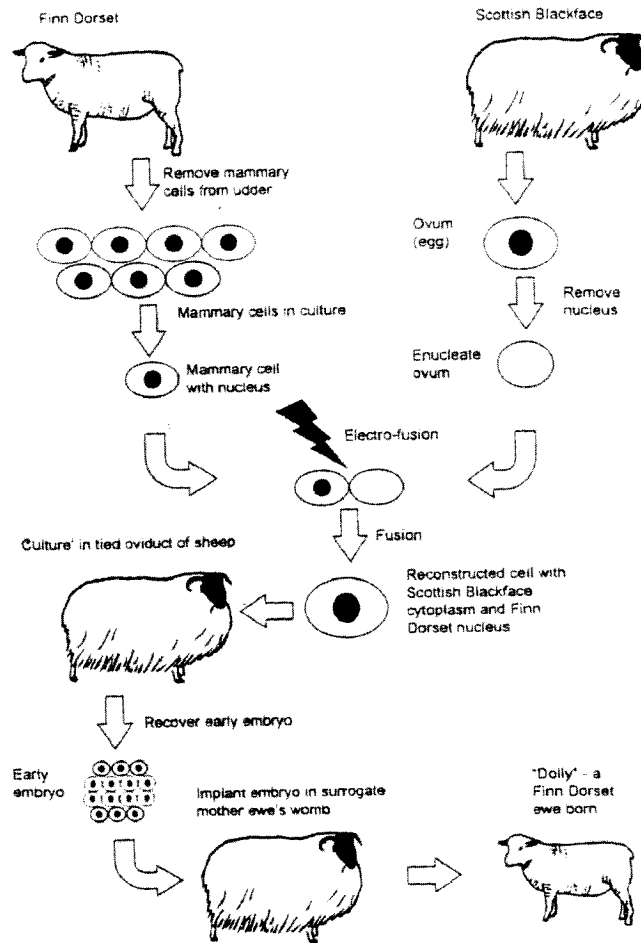 Finn Dorset
Scottish Blackface
Remove mammary
cells from udder
Ovum
(egg)
Mammary cells in culture
Remove
nucleus
Mammary cell
with nucleus
Enucleate
ovum
Electro-fusion
Fusion
'Culture' in tied oviduct of sheep
Reconstructed cell with
Scottish Blackface
cytoplasm and Finn
Dorset nucleus
Recover early embryo
Early
embryo
Implant embryo in surrogate
mother ewe's womb
"Dolly" - a
Finn Dorset
ewe born